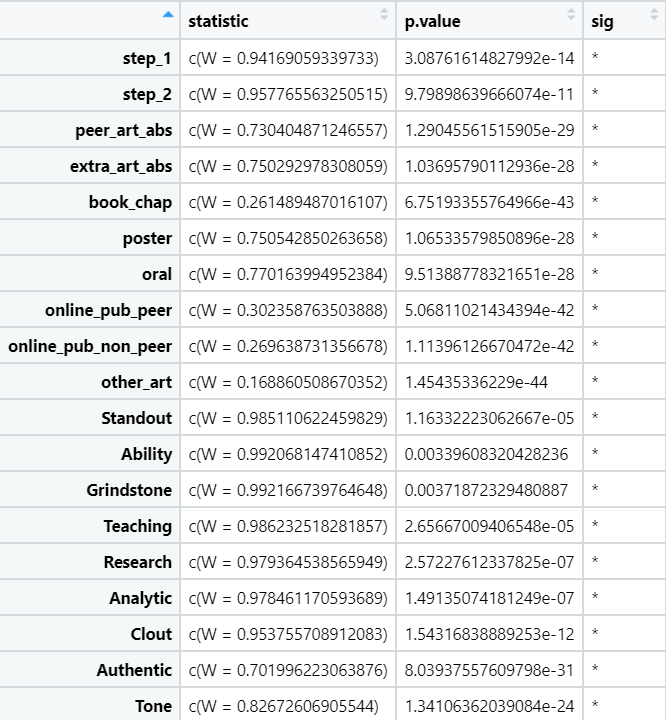 statistic p.value sig
step_1 c(W = 0.94169059339733) 3.08761614827992e-14 *
step_2 c(W = 0.957765563250515) 9.79898639666074e-11 *
peer_art_abs c(W = 0.730404871246557) 1.29045561515905e-29 *
extra_art_abs c(W = 0.750292978308059) 1.03695790112936e-28 *
book_chap c(W = 0.261489487016107) 6.75193355764966e-43 *
poster c(W = 0.750542850263658) 1.06533579850896e-28 *
oral c(W = 0.770163994952384) 9.51388778321651e-28 *
online_pub_peer c(W = 0.302358763503888) 5.06811021434394e-42 *
online_pub_non_peer c(W = 0.269638731356678) 1.11396126670472e-42 *
other_art c(W = 0.168860508670352) 1.45435336229e-44 *
Standout c(W = 0.985110622459829) 1.16332223062667e-05 *
Ability c(W = 0.992068147410852) 0.00339608320428236 *
Grindstone c(W = 0.992166739764648) 0.00371872329480887 *
Teaching c(W = 0.986232518281857) 2.65667009406548e-05 *
Research c(W = 0.979364538565949) 2.57227612337825e-07 *
Analytic c(W = 0.978461170593689) 1.49135074181249e-07 *
Clout c(W = 0.953755708912083) 1.54316838889253e-12 *
Authentic c(W = 0.701996223063876) 8.03937557609798e-31 *
Tone c(W = 0.82672606905544) 1.34106362039084e-24 *